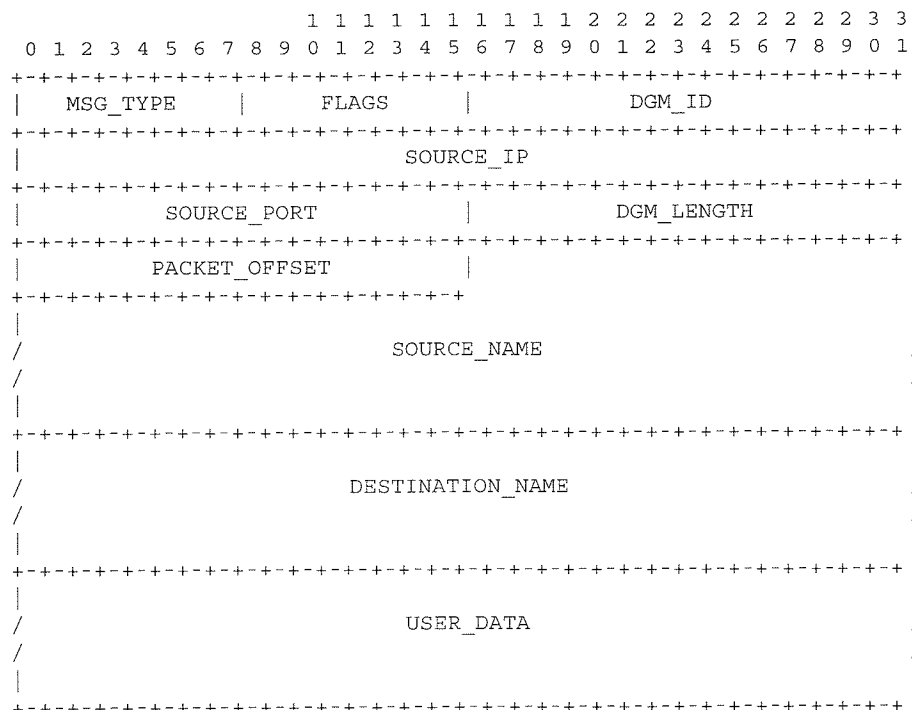 1 1 1 1 1 1 1 1 1 1 2 2 2 2 2 2 2 2 2 2 3 3
  0 1 2 3 4 5 6 7 8 9 0 1 2 3 4 5 6 7 8 9 0 1 2 3 4 5 6 7 8 9 0 1
+-+-+-+-+-+-+-+-+-+-+-+-+-+-+-+-+-+-+-+-+-+-+-+-+-+-+-+-+-+-+-+-+
| MSG_TYPE | FLAGS | DGM_ID
+-+-+-+-+-+-+-+-+-+-+-+-+-+-+-+-+-+-+-+-+-+-+-+-+-+-+-+-+-+-+-+-+
| SOURCE_IP
+-+-+-+-+-+-+-+-+-+-+-+-+-+-+-+-+-+-+-+-+-+-+-+-+-+-+-+-+-+-+-+-+
| SOURCE_PORT | DGM_LENGTH
+-+-+-+-+-+-+-+-+-+-+-+-+-+-+-+-+-+-+-+-+-+-+-+-+-+-+-+-+-+-+-+-+
| PACKET_OFFSET |
+-+-+-+-+-+-+-+-+-+-+-+-+-+-+-+-+
|
/ SOURCE_NAME
/
|
+-+-+-+-+-+-+-+-+-+-+-+-+-+-+-+-+-+-+-+-+-+-+-+-+-+-+-+-+-+-+-+-+
|
/ DESTINATION_NAME
/
|
+-+-+-+-+-+-+-+-+-+-+-+-+-+-+-+-+-+-+-+-+-+-+-+-+-+-+-+-+-+-+-+-+
|
/ USER_DATA
/
|
+-+-+-+-+-+-+-+-+-+-+-+-+-+-+-+-+-+-+-+-+-+-+-+-+-+-+-+-+-+-+-+-+